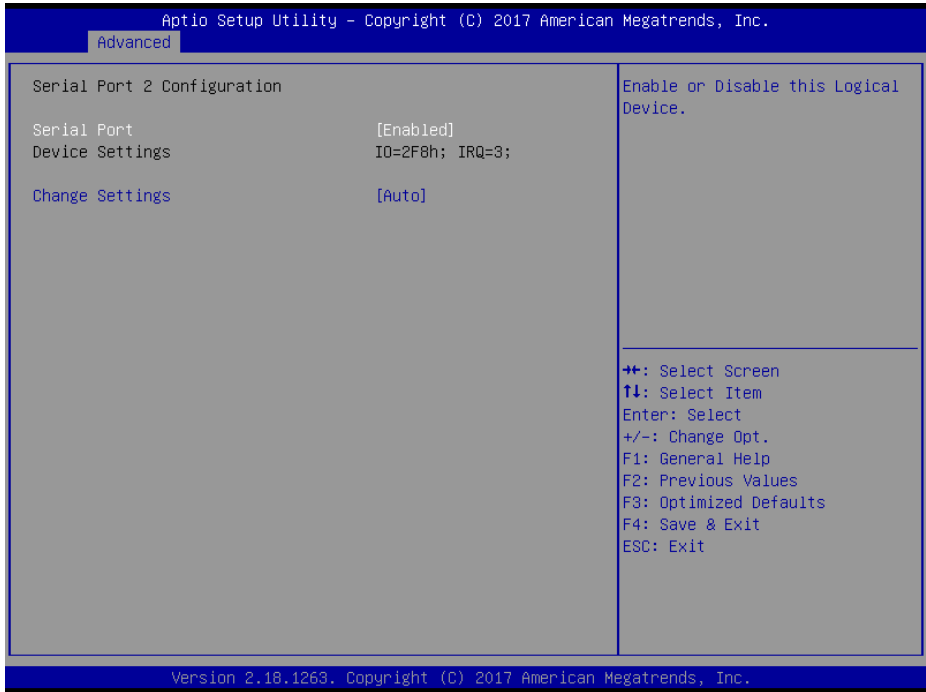 Aptio Setup Utility – Copyright (C) 2017 American Megatrends, Inc.
Advanced
Serial Port 2 Configuration
Serial Port [Enabled]
Device Settings IO=2F8h; IRQ=3;
Change Settings [Auto]
Enable or Disable this Logical
Device.
→←: Select Screen
↑↓: Select Item
Enter: Select
+/-: Change Opt.
F1: General Help
F2: Previous Values
F3: Optimized Defaults
F4: Save & Exit
ESC: Exit
Version 2.18.1263. Copyright (C) 2017 American Megatrends, Inc.